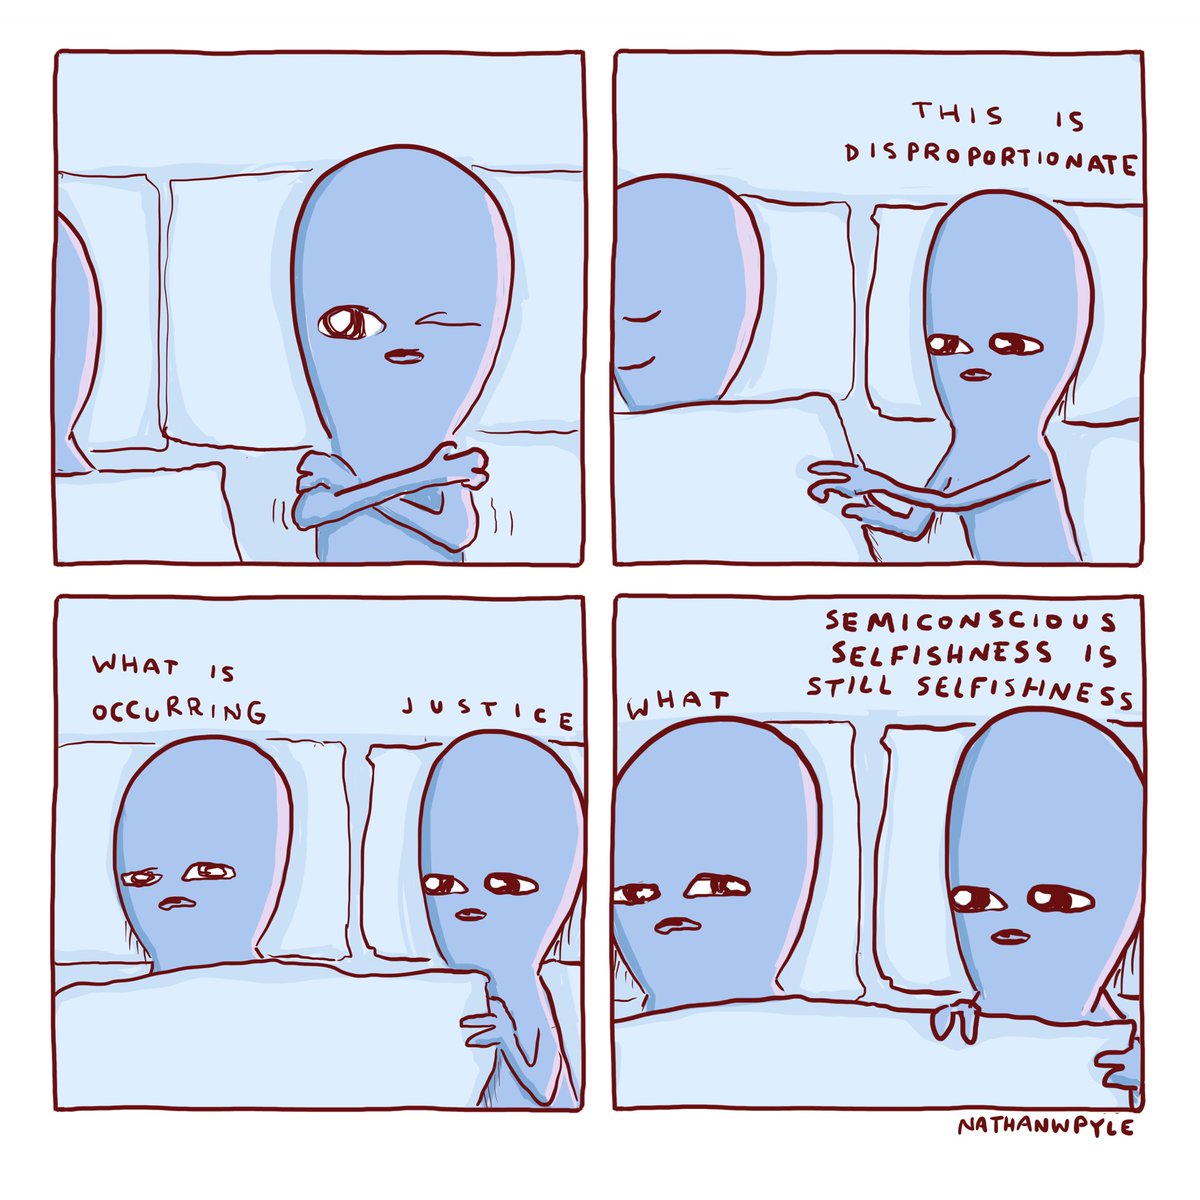 THIS IS
DISPROPORTIONATE
WHAT IS
OCCURRING
JUSTICE
WHAT
SEMICONSCIOUS
SELFISHNESS IS
STILL SELFISHNESS
NATHANWPYLE